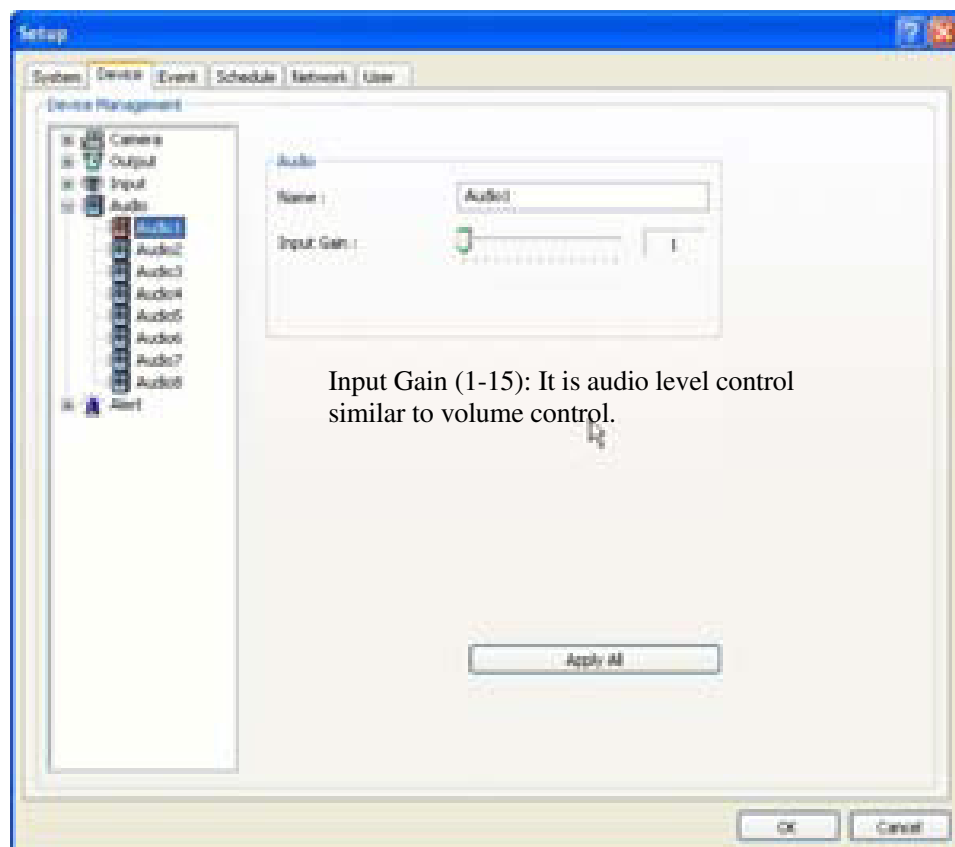 Setup
System Device Event Schedule Network User
Device Management
Camera
Output
Input
Audio
Audio1
Audio2
Audio3
Audio4
Audio5
Audio6
Audio7
Audio8
Alert
Audio
Name :
Audio1
Input Gain :
1
Input Gain (1-15): It is audio level control
similar to volume control.
Apply All
OK
Cancel